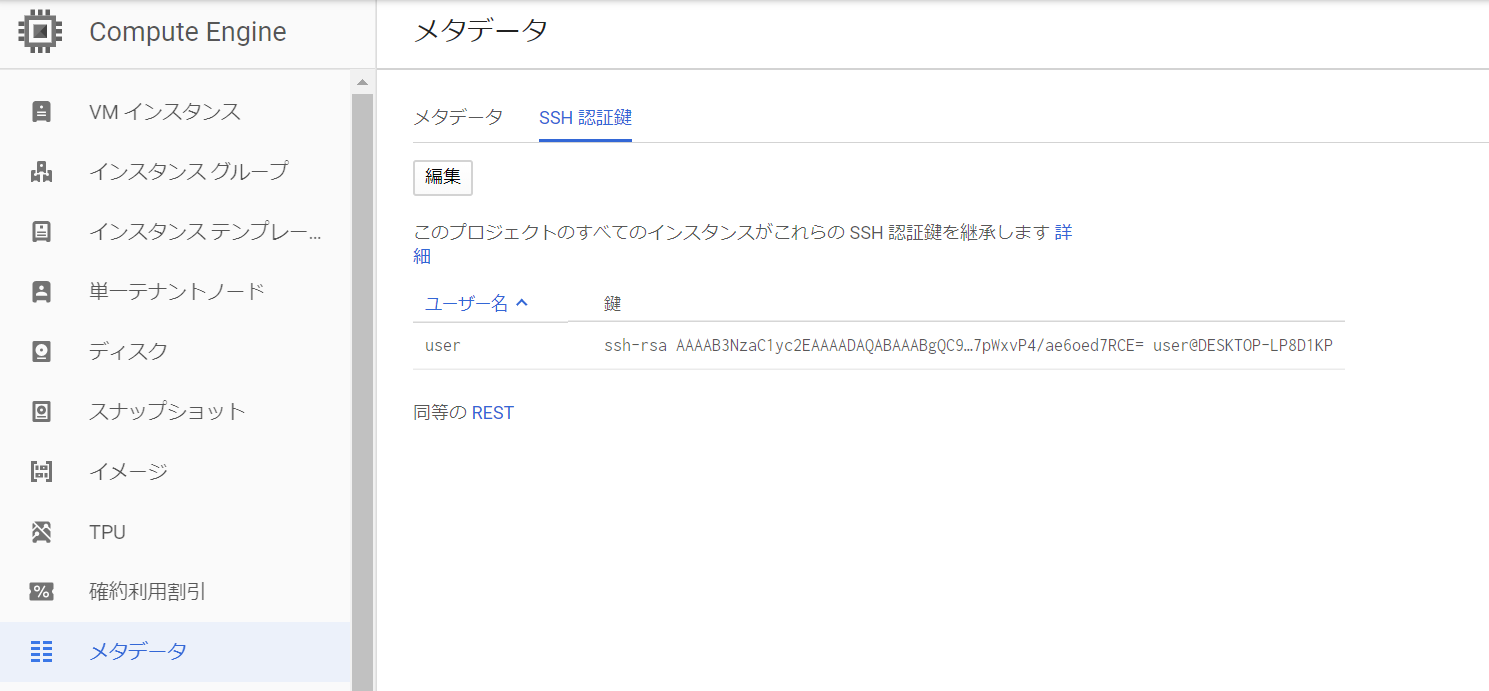 Compute Engine
メタデータ
VM インスタンス
インスタンス グループ
インスタンス テンプレー...
単一テナントノード
ディスク
スナップショット
イメージ
TPU
確約利用割引
メタデータ
メタデータ
SSH 認証鍵
編集
このプロジェクトのすべてのインスタンスがこれらの SSH 認証鍵を継承します 詳
細
ユーザー名
鍵
user
ssh-rsa AAAAB3NzaC1yc2EAAAADAQABAAABgQC9…7pWxvP4/ae6oed7RCE= user@DESKTOP-LP8D1KP
同等の REST